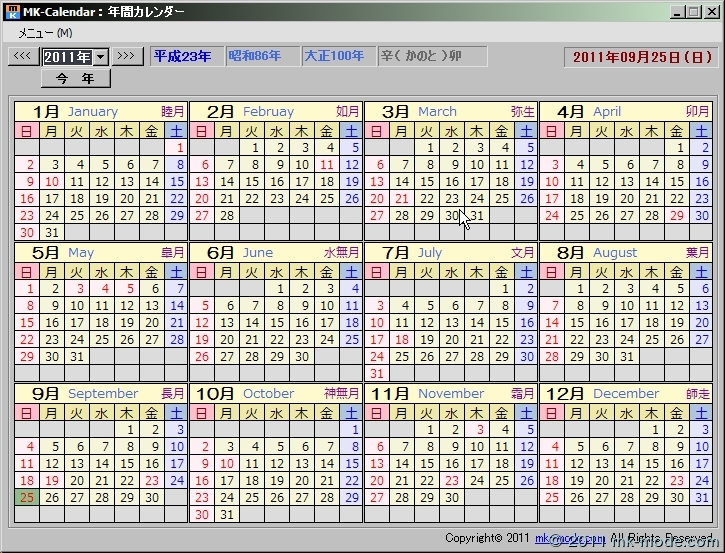 MK-Calendar : 年間カレンダー
メニュー(M)
<<< 2011年 >>> 平成23年 昭和86年 大正100年 辛( かのと )卯 2011年09月25日(日)
今 年
1月 January 睦月
日 月 火 水 木 金 土
1
2 3 4 5 6 7 8
9 10 11 12 13 14 15
16 17 18 19 20 21 22
23 24 25 26 27 28 29
30 31
2月 Februay 如月
日 月 火 水 木 金 土
1 2 3 4 5
6 7 8 9 10 11 12
13 14 15 16 17 18 19
20 21 22 23 24 25 26
27 28
3月 March 弥生
日 月 火 水 木 金 土
1 2 3 4 5
6 7 8 9 10 11 12
13 14 15 16 17 18 19
20 21 22 23 24 25 26
27 28 29 30 31
4月 April 卯月
日 月 火 水 木 金 土
1 2
3 4 5 6 7 8 9
10 11 12 13 14 15 16
17 18 19 20 21 22 23
24 25 26 27 28 29 30
5月 May 皐月
日 月 火 水 木 金 土
1 2 3 4 5 6 7
8 9 10 11 12 13 14
15 16 17 18 19 20 21
22 23 24 25 26 27 28
29 30 31
6月 June 水無月
日 月 火 水 木 金 土
1 2 3 4
5 6 7 8 9 10 11
12 13 14 15 16 17 18
19 20 21 22 23 24 25
26 27 28 29 30
7月 July 文月
日 月 火 水 木 金 土
1 2
3 4 5 6 7 8 9
10 11 12 13 14 15 16
17 18 19 20 21 22 23
24 25 26 27 28 29 30
31
8月 August 葉月
日 月 火 水 木 金 土
1 2 3 4 5 6
7 8 9 10 11 12 13
14 15 16 17 18 19 20
21 22 23 24 25 26 27
28 29 30 31
9月 September 長月
日 月 火 水 木 金 土
1 2 3
4 5 6 7 8 9 10
11 12 13 14 15 16 17
18 19 20 21 22 23 24
25 26 27 28 29 30
10月 October 神無月
日 月 火 水 木 金 土
1
2 3 4 5 6 7 8
9 10 11 12 13 14 15
16 17 18 19 20 21 22
23 24 25 26 27 28 29
30 31
11月 November 霜月
日 月 火 水 木 金 土
1 2 3 4 5
6 7 8 9 10 11 12
13 14 15 16 17 18 19
20 21 22 23 24 25 26
27 28 29 30
12月 December 師走
日 月 火 水 木 金 土
1 2 3
4 5 6 7 8 9 10
11 12 13 14 15 16 17
18 19 20 21 22 23 24
25 26 27 28 29 30 31
Copyright© 2011 mk-mode.com All Rights Reserved.
© 2011 mk-mode.com